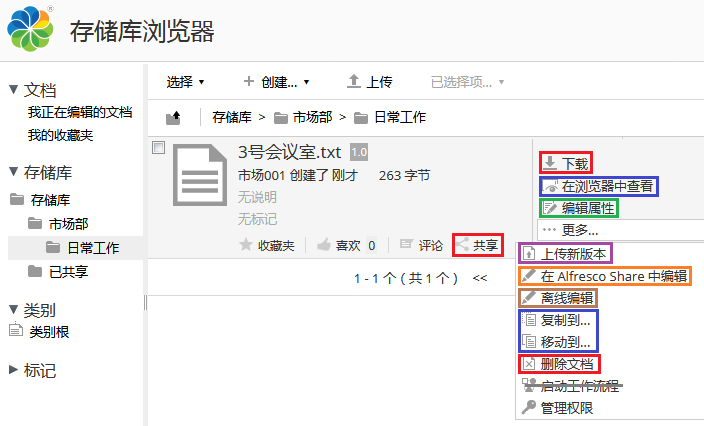 存储库浏览器
选择
创建...
上传
已选择项...
文档
我正在编辑的文档
我的收藏夹
存储库
存储库
市场部
日常工作
已共享
类别
类别根
标记
存储库 > 市场部 > 日常工作
3号会议室.txt 1.0
市场001 创建了 刚才 263 字节
无说明
无标记
收藏夹 喜欢 0 评论 共享
1 - 1 个 ( 共 1 个 ) <<
下载
在浏览器中查看
编辑属性
更多...
上传新版本
在 Alfresco Share 中编辑
离线编辑
复制到...
移动到...
删除文档
启动工作流程
管理权限